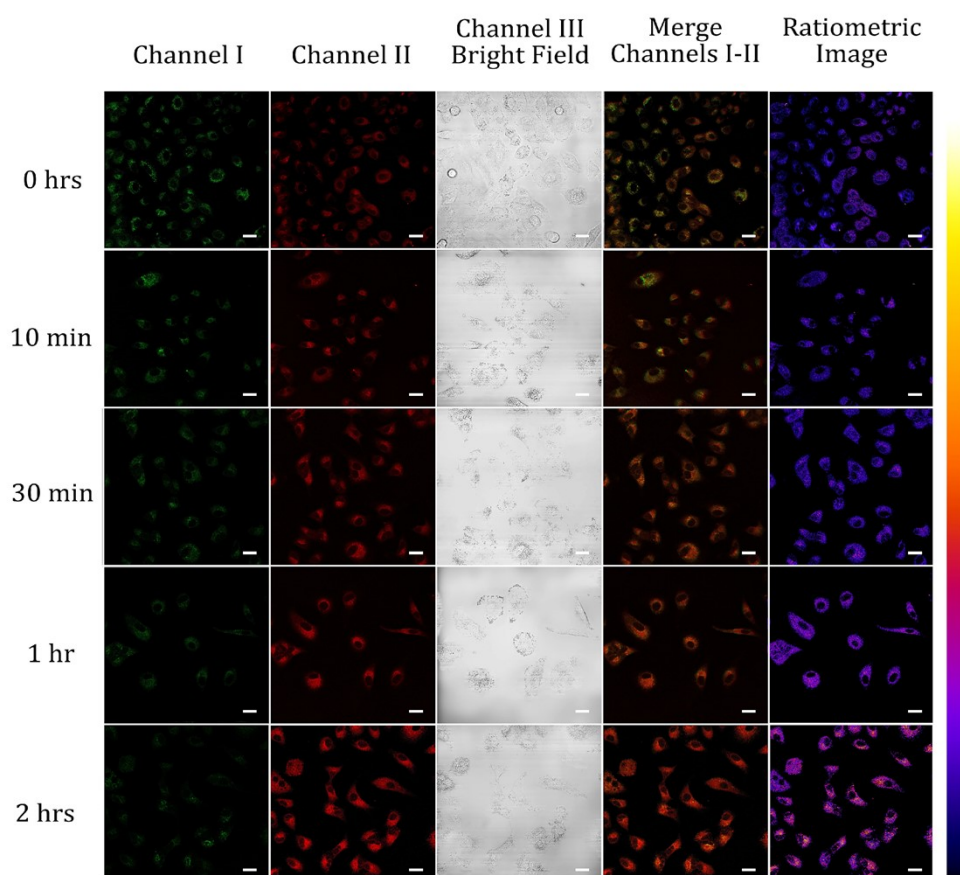 Channel I
Channel II
Channel III
Bright Field
Merge
Channels I-II
Ratiometric
Image
0 hrs
10 min
30 min
1 hr
2 hrs